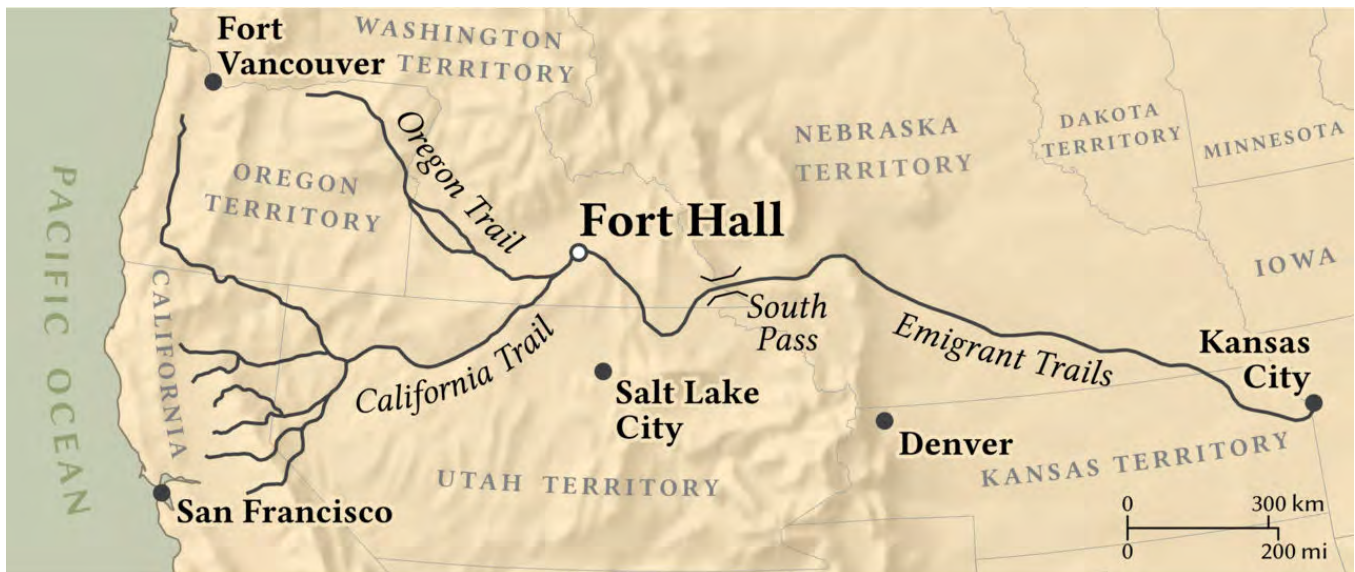 Fort
Vancouver
WASHINGTON
TERRITORY
OREGON
TERRITORY
Oregon Trail
NEBRASKA
TERRITORY
DAKOTA
TERRITORY
MINNESOTA
IOWA
Fort Hall
South
Pass
Emigrant Trails
Kansas
City
PACIFIC OCEAN
CALIFORNIA
California Trail
Salt Lake
City
Denver
UTAH TERRITORY
KANSAS TERRITORY
San Francisco
0 300 km
0 200 mi